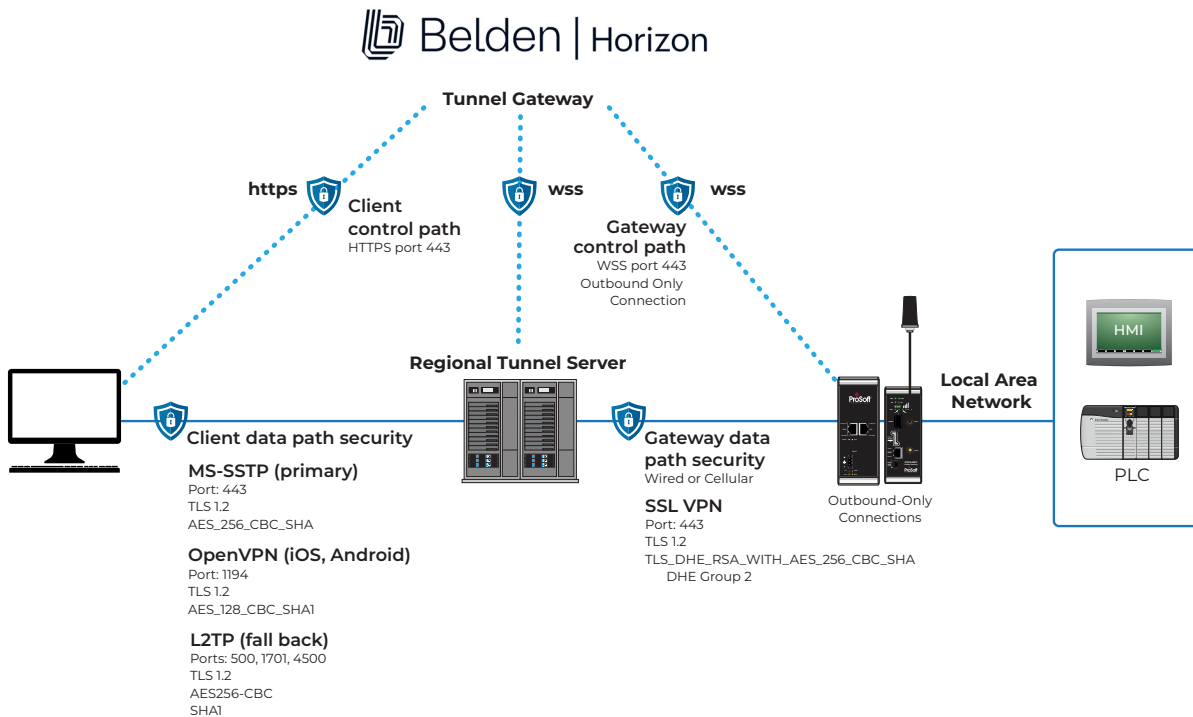 Belden | Horizon
Tunnel Gateway
https
wss
wss
Client
control path
HTTPS port 443
Gateway
control path
WSS port 443
Outbound Only
Connection
Regional Tunnel Server
HMI
ProSoft
ProSoft
Local Area
Network
PLC
Client data path security
MS-SSTP (primary)
Port: 443
TLS 1.2
AES_256_CBC_SHA
OpenVPN (iOS, Android)
Port: 1194
TLS 1.2
AES_128_CBC_SHA1
L2TP (fall back)
Ports: 500, 1701, 4500
TLS 1.2
AES256-CBC
SHA1
Gateway data
path security
Wired or Cellular
SSL VPN
Port: 443
TLS 1.2
TLS_DHE_RSA_WITH_AES_256_CBC_SHA
DHE Group 2
Outbound-Only
Connections